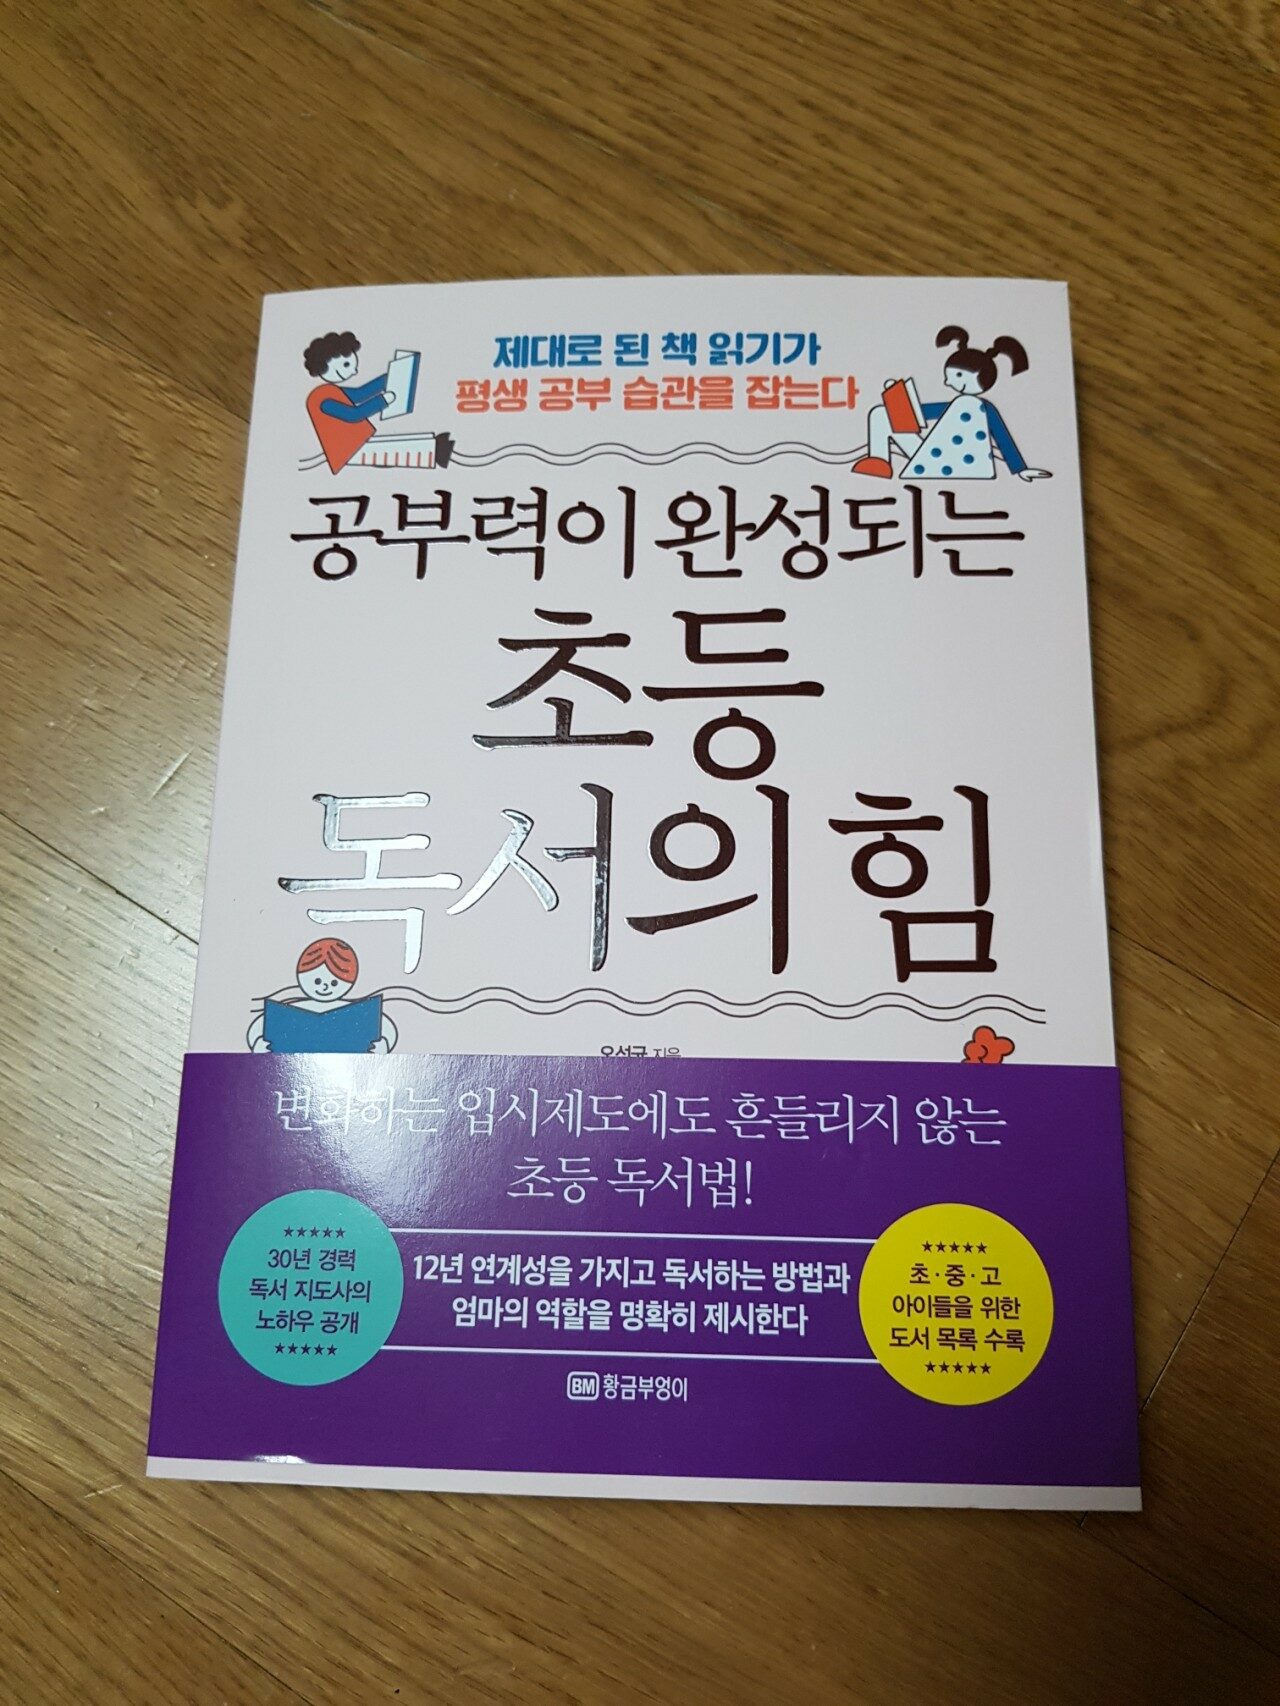 제대로 된 책 읽기가
평생 공부 습관을 잡는다
공부력이 완성되는
초등
독서의 힘
지음
변화하는 입시제도에도 흔들리지 않는
초등 독서법!
★★★★★
30년 경력
독서 지도사의
노하우 공개
★★★★★
12년 연계성을 가지고 독서하는 방법과
엄마의 역할을 명확히 제시한다
★★★★★
초·중·고
아이들을 위한
도서 목록 수록
★★★★★
BM 황금부엉이